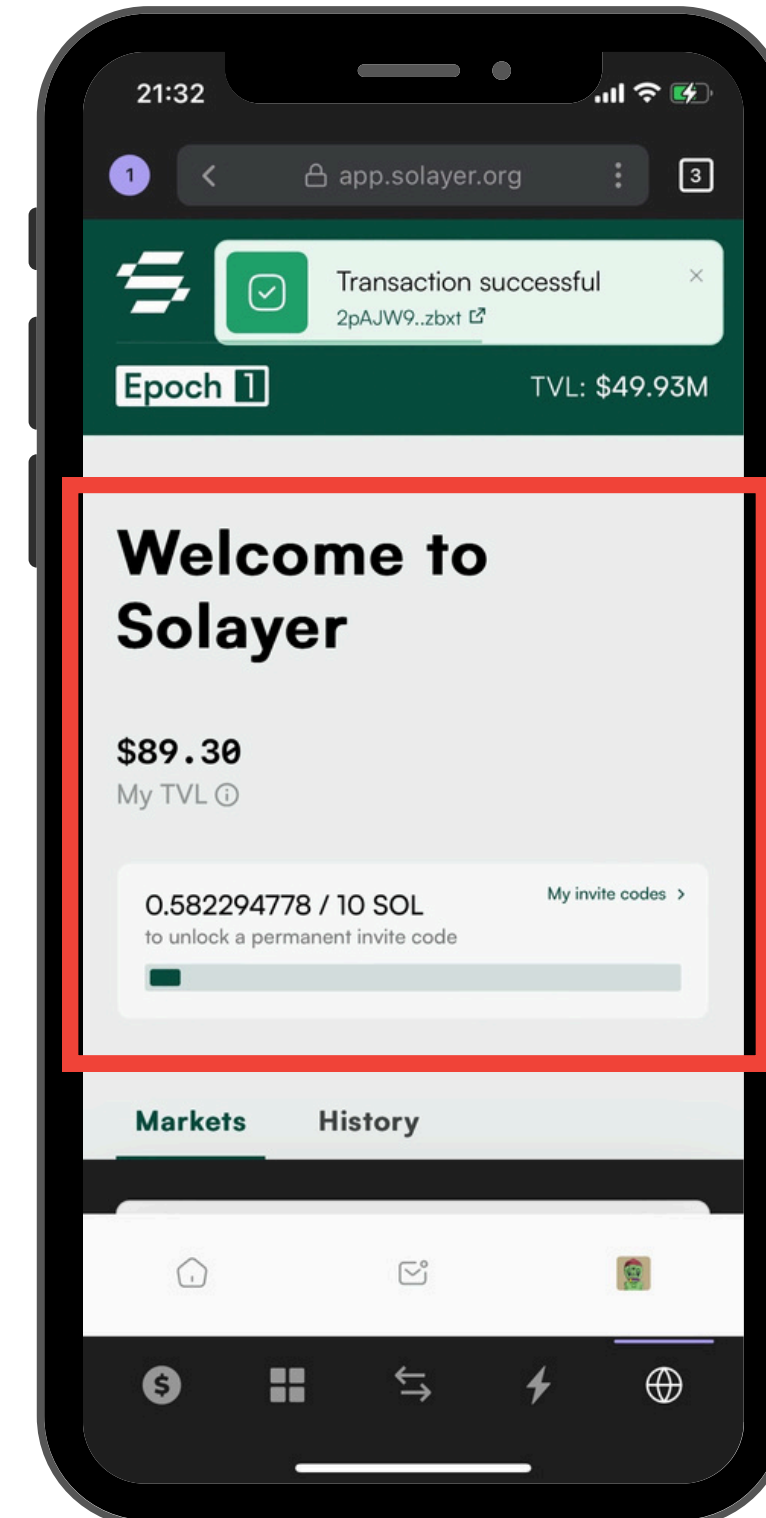 21:32
1
app.solayer.org
3
Transaction successful
2pAJW9..zbxt
Epoch 1
TVL: $49.93M
Welcome to
Solayer
$89.30
My TVL
0.582294778 / 10 SOL
My invite codes >
to unlock a permanent invite code
Markets History